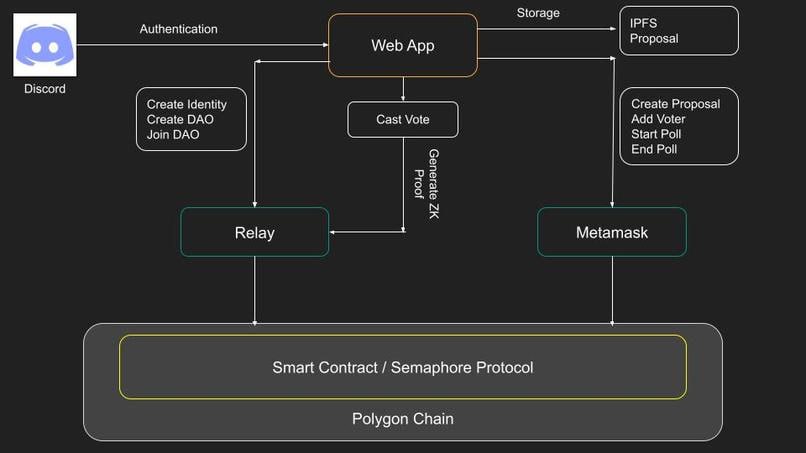 Authentication
Storage
Web App
IPFS
Proposal
Discord
Create Identity
Create DAO
Join DAO
Cast Vote
Create Proposal
Add Voter
Start Poll
End Poll
Generate ZK
Proof
Relay
Metamask
Smart Contract / Semaphore Protocol
Polygon Chain